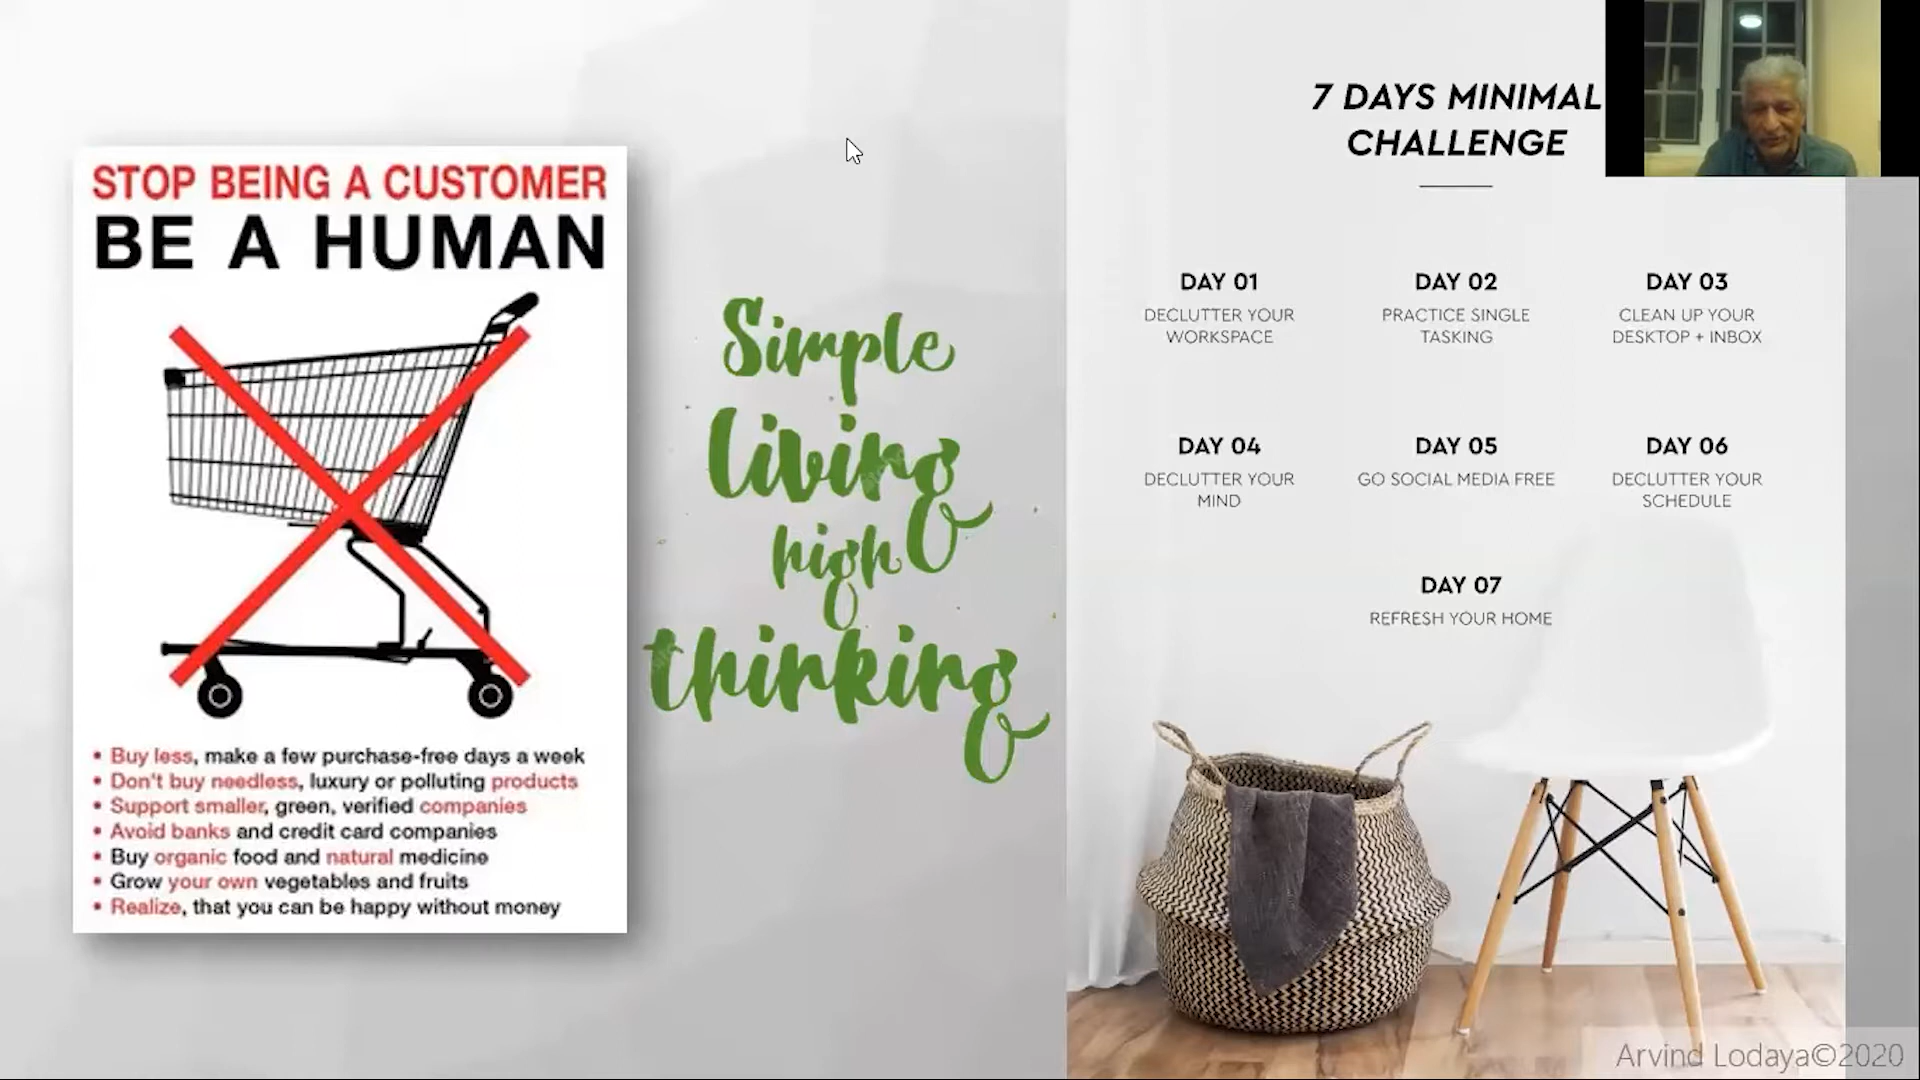 STOP BEING A CUSTOMER
BE A HUMAN
• Buy less, make a few purchase-free days a week
• Don't buy needless, luxury or polluting products
• Support smaller, green, verified companies
• Avoid banks and credit card companies
• Buy organic food and natural medicine
• Grow your own vegetables and fruits
• Realize, that you can be happy without money
Simple
living
high
thinking
7 DAYS MINIMAL
CHALLENGE
DAY 01
DECLUTTER YOUR
WORKSPACE
DAY 02
PRACTICE SINGLE
TASKING
DAY 03
CLEAN UP YOUR
DESKTOP + INBOX
DAY 04
DECLUTTER YOUR
MIND
DAY 05
GO SOCIAL MEDIA FREE
DAY 06
DECLUTTER YOUR
SCHEDULE
DAY 07
REFRESH YOUR HOME
Arvind Lodaya©2020